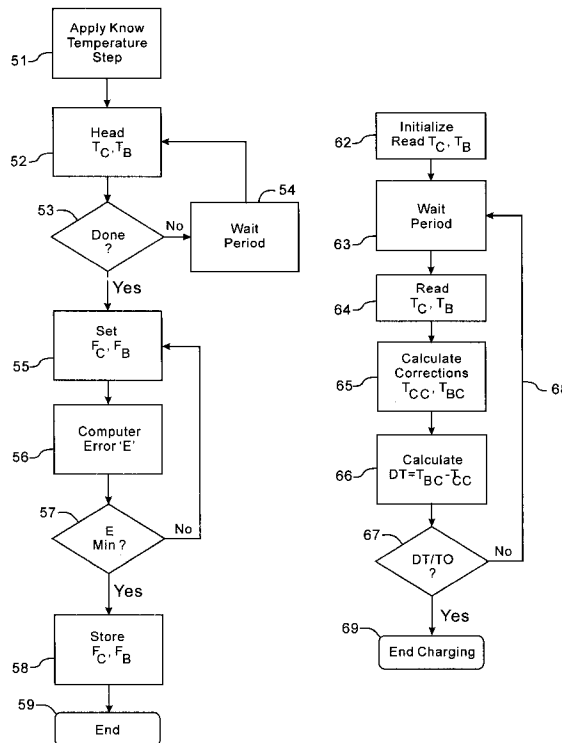 51
Apply Know
Temperature
Step
52
Head
T_C, T_B
53
Done
?
No
54
Wait
Period
Yes
55
Set
F_C, F_B
56
Computer
Error 'E'
57
E
Min ?
No
Yes
58
Store
F_C, F_B
59
End
62
Initialize
Read T_C, T_B
63
Wait
Period
64
Read
T_C, T_B
65
Calculate
Corrections
T_CC, T_BC
68
66
Calculate
DT=T_BC-T_CC
67
DT/TO
?
No
Yes
69
End Charging